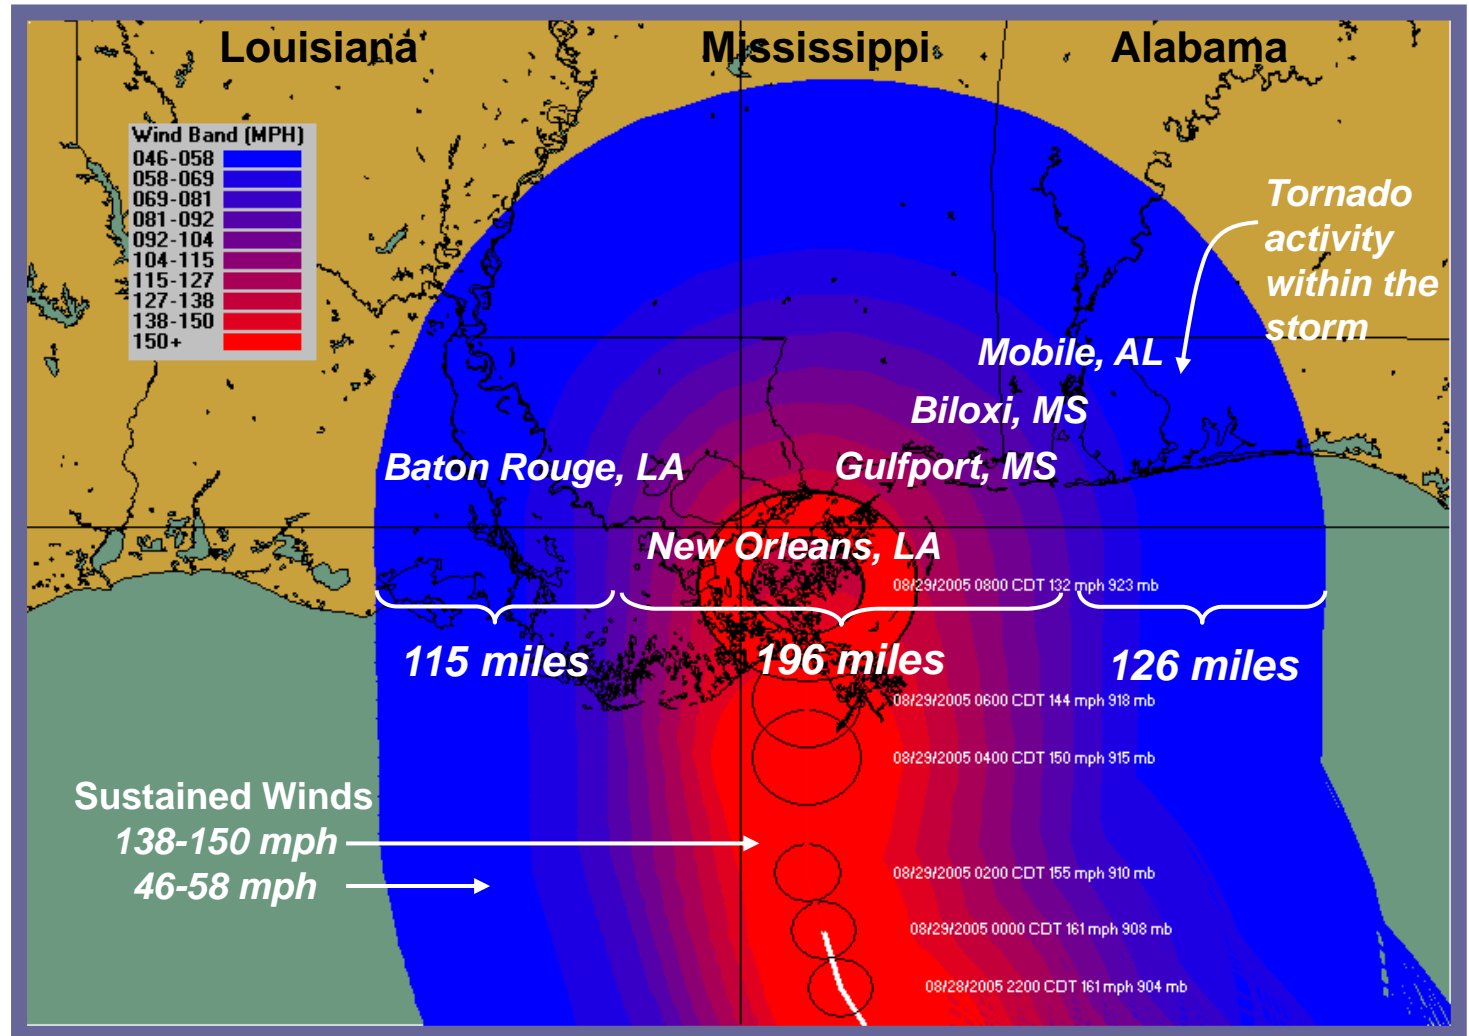 Louisiana
Mississippi
Alabama
Wind Band (MPH)
046-058
058-069
069-081
081-092
092-104
104-115
115-127
127-138
138-150
150+
Tornado
activity
within the
storm
Mobile, AL
Biloxi, MS
Baton Rouge, LA
Gulfport, MS
New Orleans, LA
08/29/2005 0800 CDT 132 mph 923 mb
115 miles
196 miles
126 miles
08/29/2005 0600 CDT 144 mph 918 mb
08/29/2005 0400 CDT 150 mph 915 mb
Sustained Winds
138-150 mph
46-58 mph
08/29/2005 0200 CDT 155 mph 910 mb
08/29/2005 0000 CDT 161 mph 908 mb
08/28/2005 2200 CDT 161 mph 904 mb